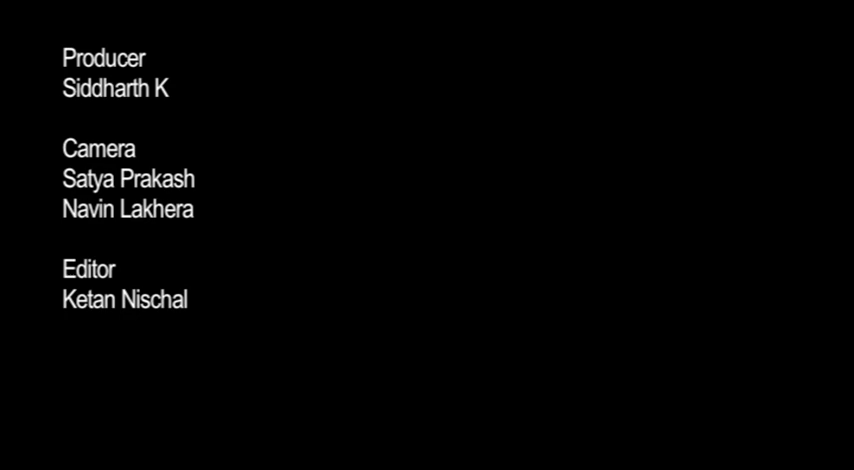 Producer
Siddharth K
Camera
Satya Prakash
Navin Lakhera
Editor
Ketan Nischal